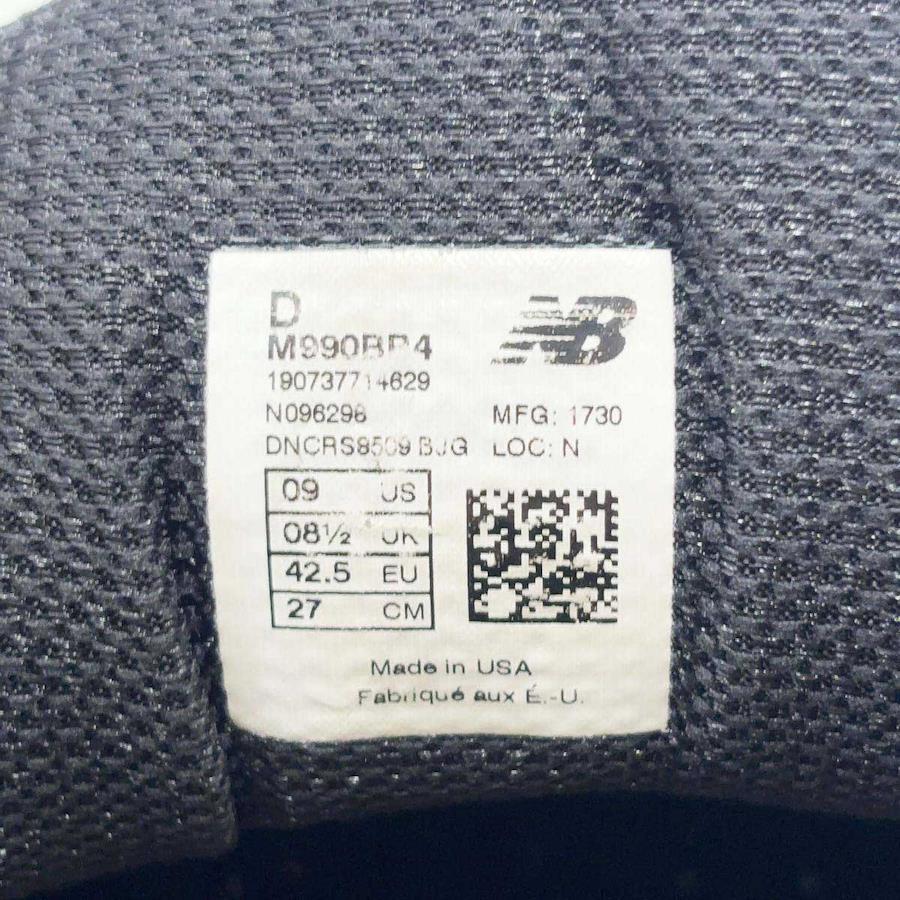 D
NB
M990BB4
190737714629
N096298 MFG: 1730
DNCRS8509 BJG LOC: N
09 US
08½ UK
42.5 EU
27 CM
Made in USA
Fabriqué aux É.-U.